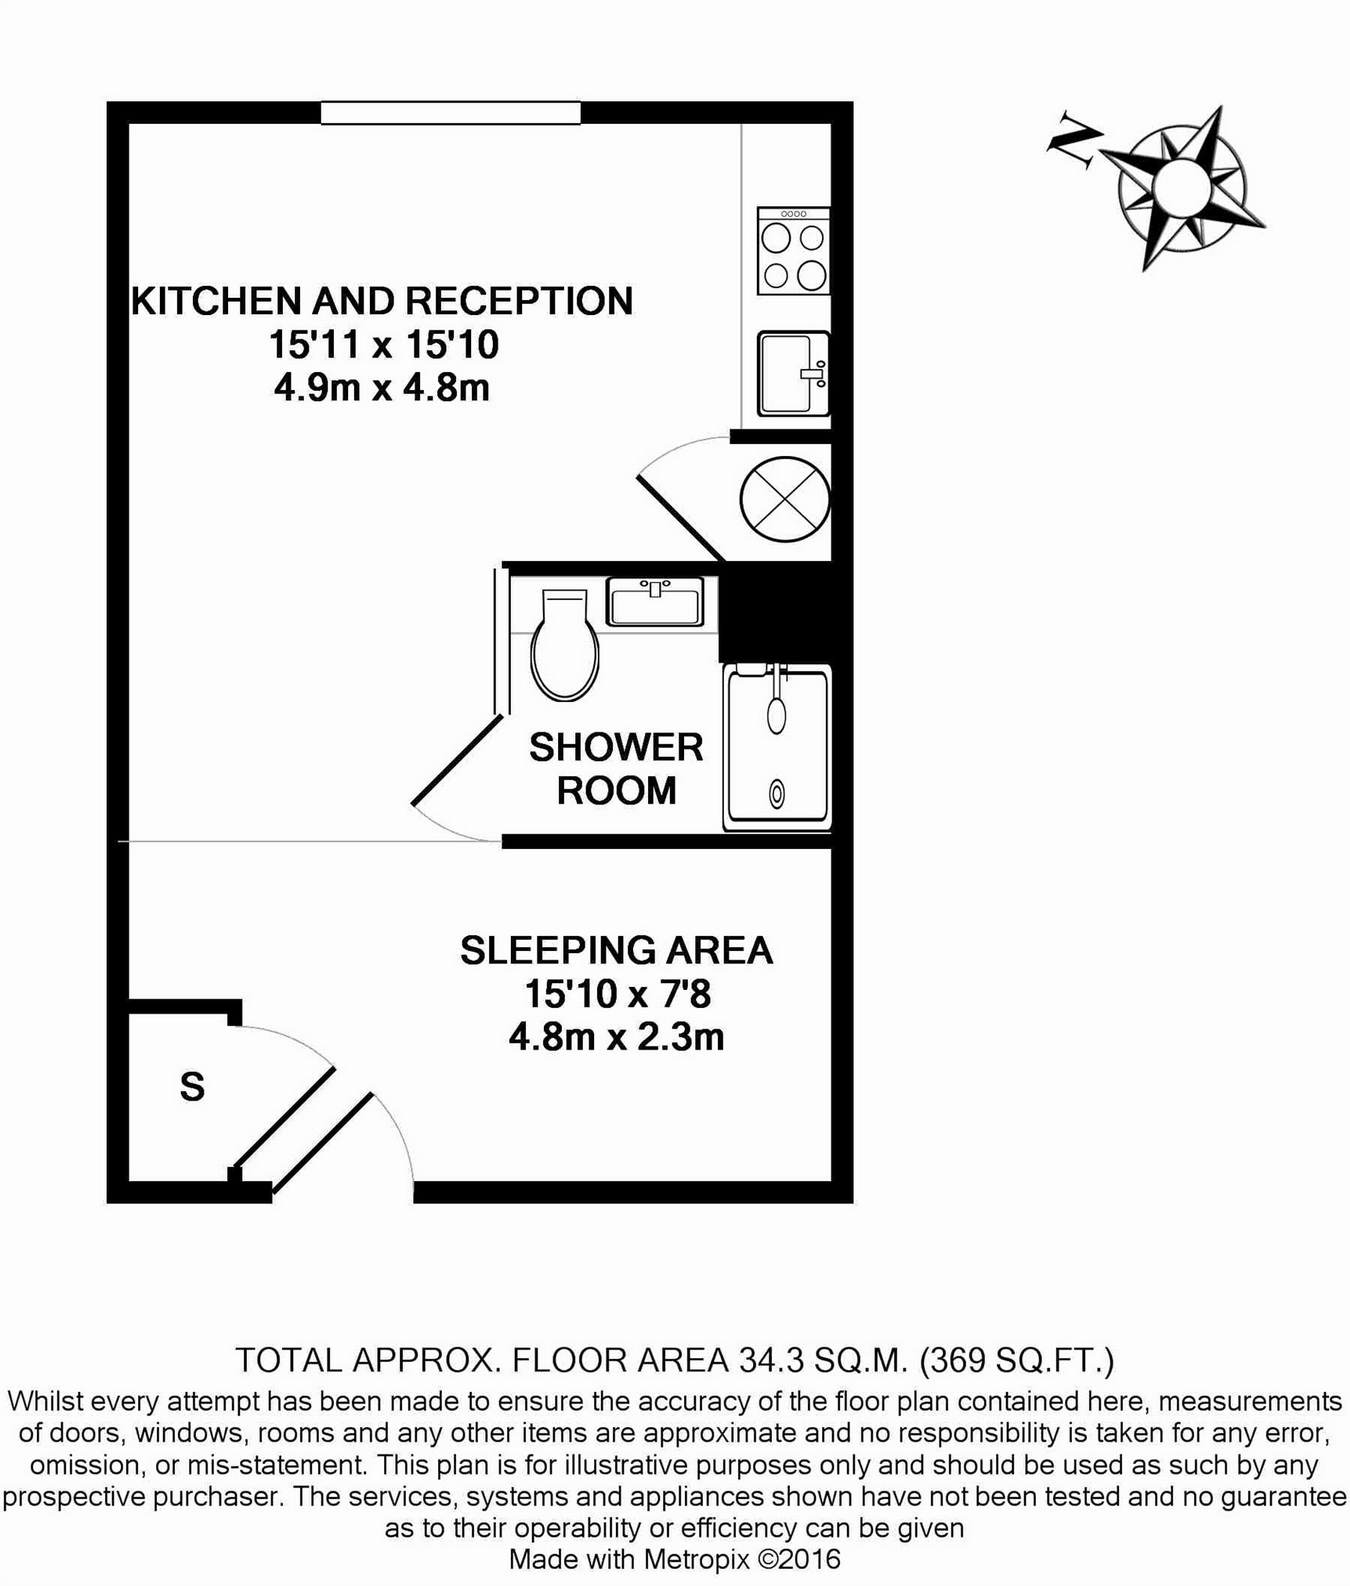 N
KITCHEN AND RECEPTION
15'11 x 15'10
4.9m x 4.8m
SHOWER
ROOM
SLEEPING AREA
15'10 x 7'8
4.8m x 2.3m
S
TOTAL APPROX. FLOOR AREA 34.3 SQ.M. (369 SQ.FT.)
Whilst every attempt has been made to ensure the accuracy of the floor plan contained here, measurements
of doors, windows, rooms and any other items are approximate and no responsibility is taken for any error,
omission, or mis-statement. This plan is for illustrative purposes only and should be used as such by any
prospective purchaser. The services, systems and appliances shown have not been tested and no guarantee
as to their operability or efficiency can be given
Made with Metropix ©2016